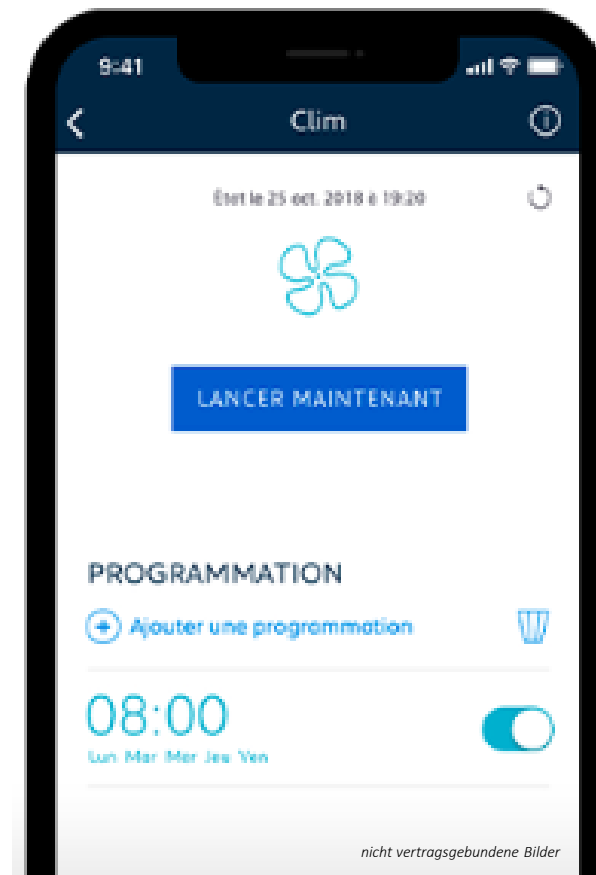 9:41
Clim
État le 25 oct. 2018 à 19:20
LANCER MAINTENANT
PROGRAMMATION
Ajouter une programmation
08:00
Lun Mar Mer Jeu Ven
nicht vertragsgebundene Bilder